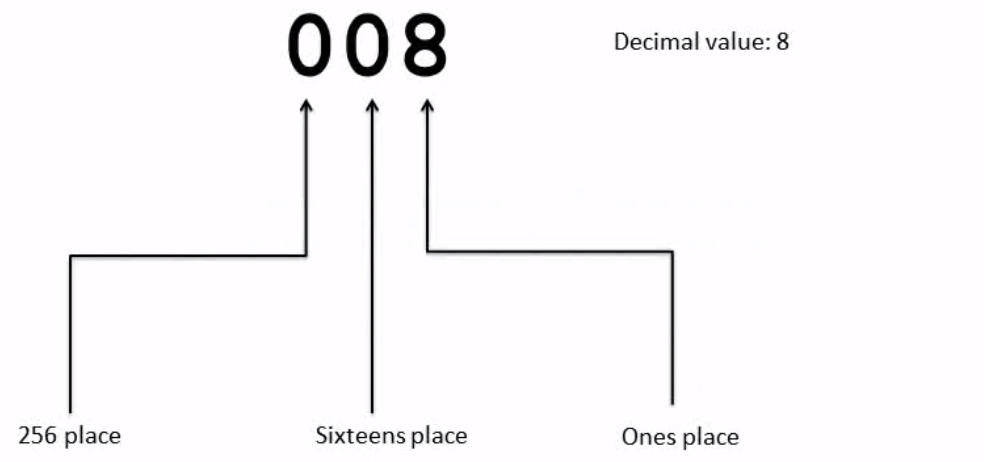 008
Decimal value: 8
256 place
Sixteens place
Ones place